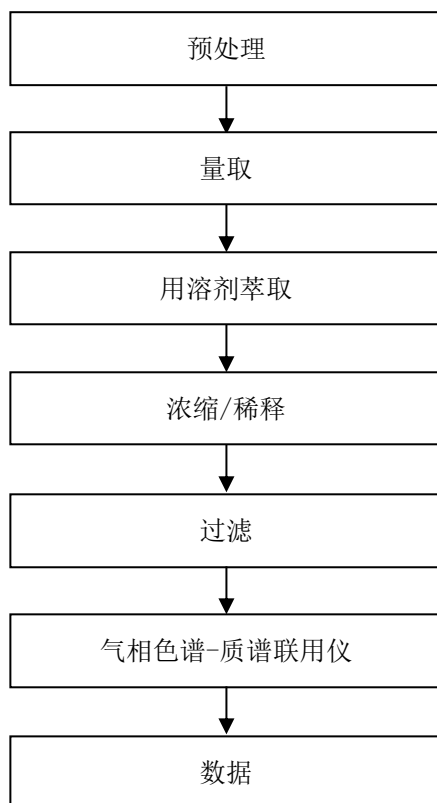 预处理
量取
用溶剂萃取
浓缩/稀释
过滤
气相色谱-质谱联用仪
数据